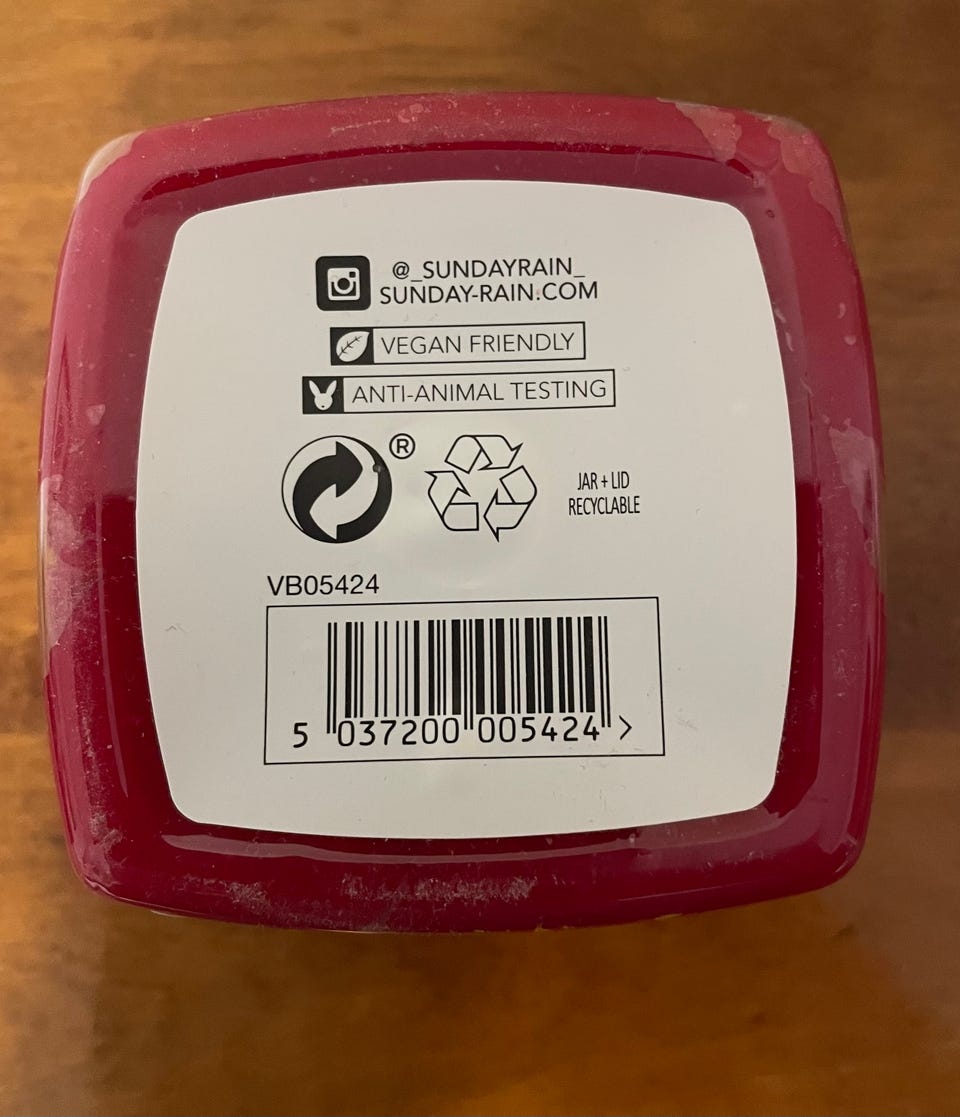 @_SUNDAYRAIN_
SUNDAY-RAIN.COM
VEGAN FRIENDLY
ANTI-ANIMAL TESTING
®
JAR + LID
RECYCLABLE
VB05424
5 037200 005424 >